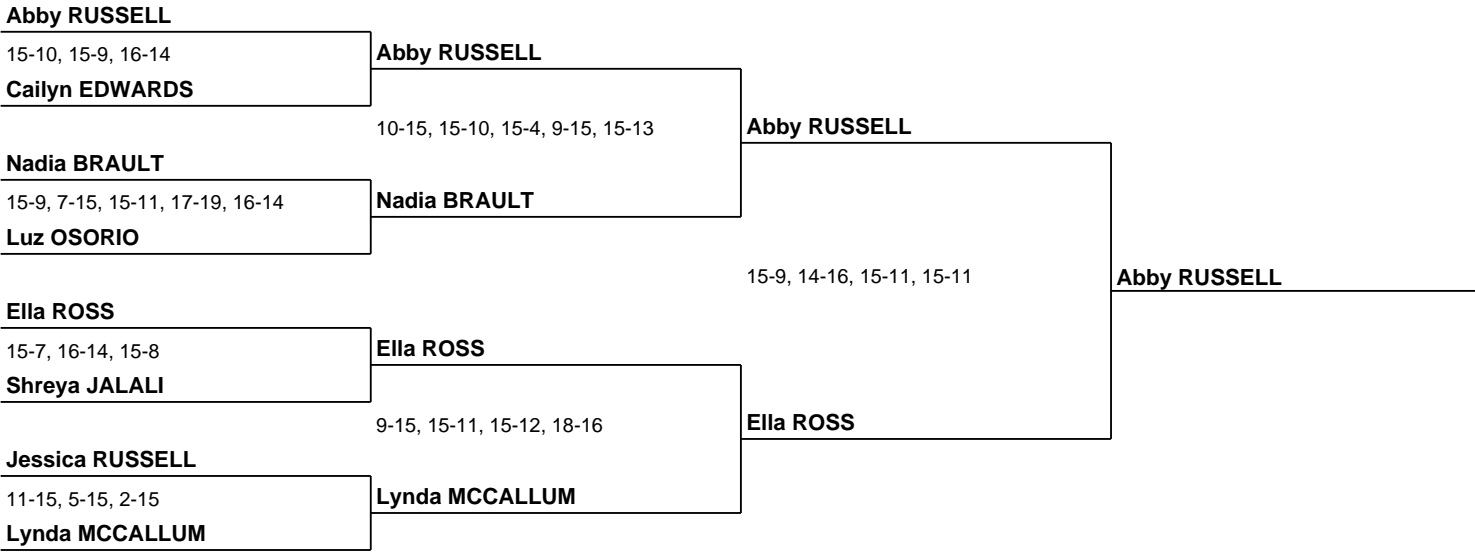 Abby RUSSELL
15-10, 15-9, 16-14
Abby RUSSELL
Cailyn EDWARDS
10-15, 15-10, 15-4, 9-15, 15-13
Abby RUSSELL
Nadia BRAULT
15-9, 7-15, 15-11, 17-19, 16-14
Nadia BRAULT
Luz OSORIO
15-9, 14-16, 15-11, 15-11
Abby RUSSELL
Ella ROSS
15-7, 16-14, 15-8
Ella ROSS
Shreya JALALI
9-15, 15-11, 15-12, 18-16
Ella ROSS
Jessica RUSSELL
11-15, 5-15, 2-15
Lynda MCCALLUM
Lynda MCCALLUM